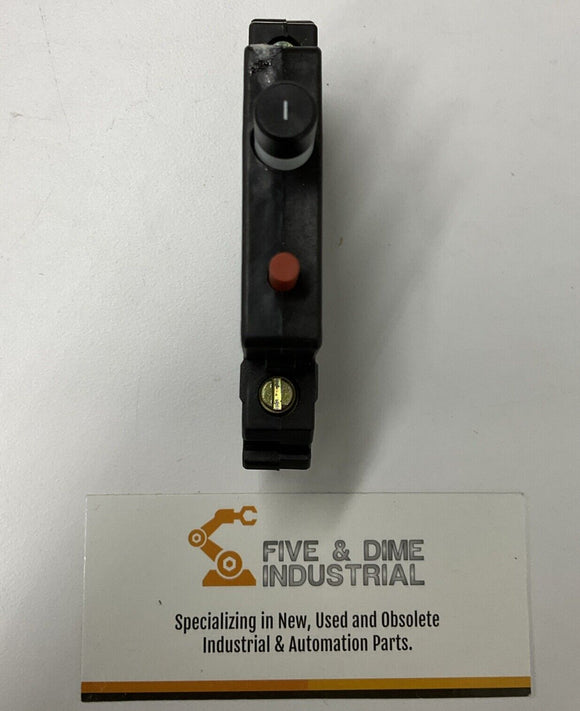 I
FIVE & DIME
INDUSTRIAL
Specializing in New, Used and Obsolete
Industrial & Automation Parts.